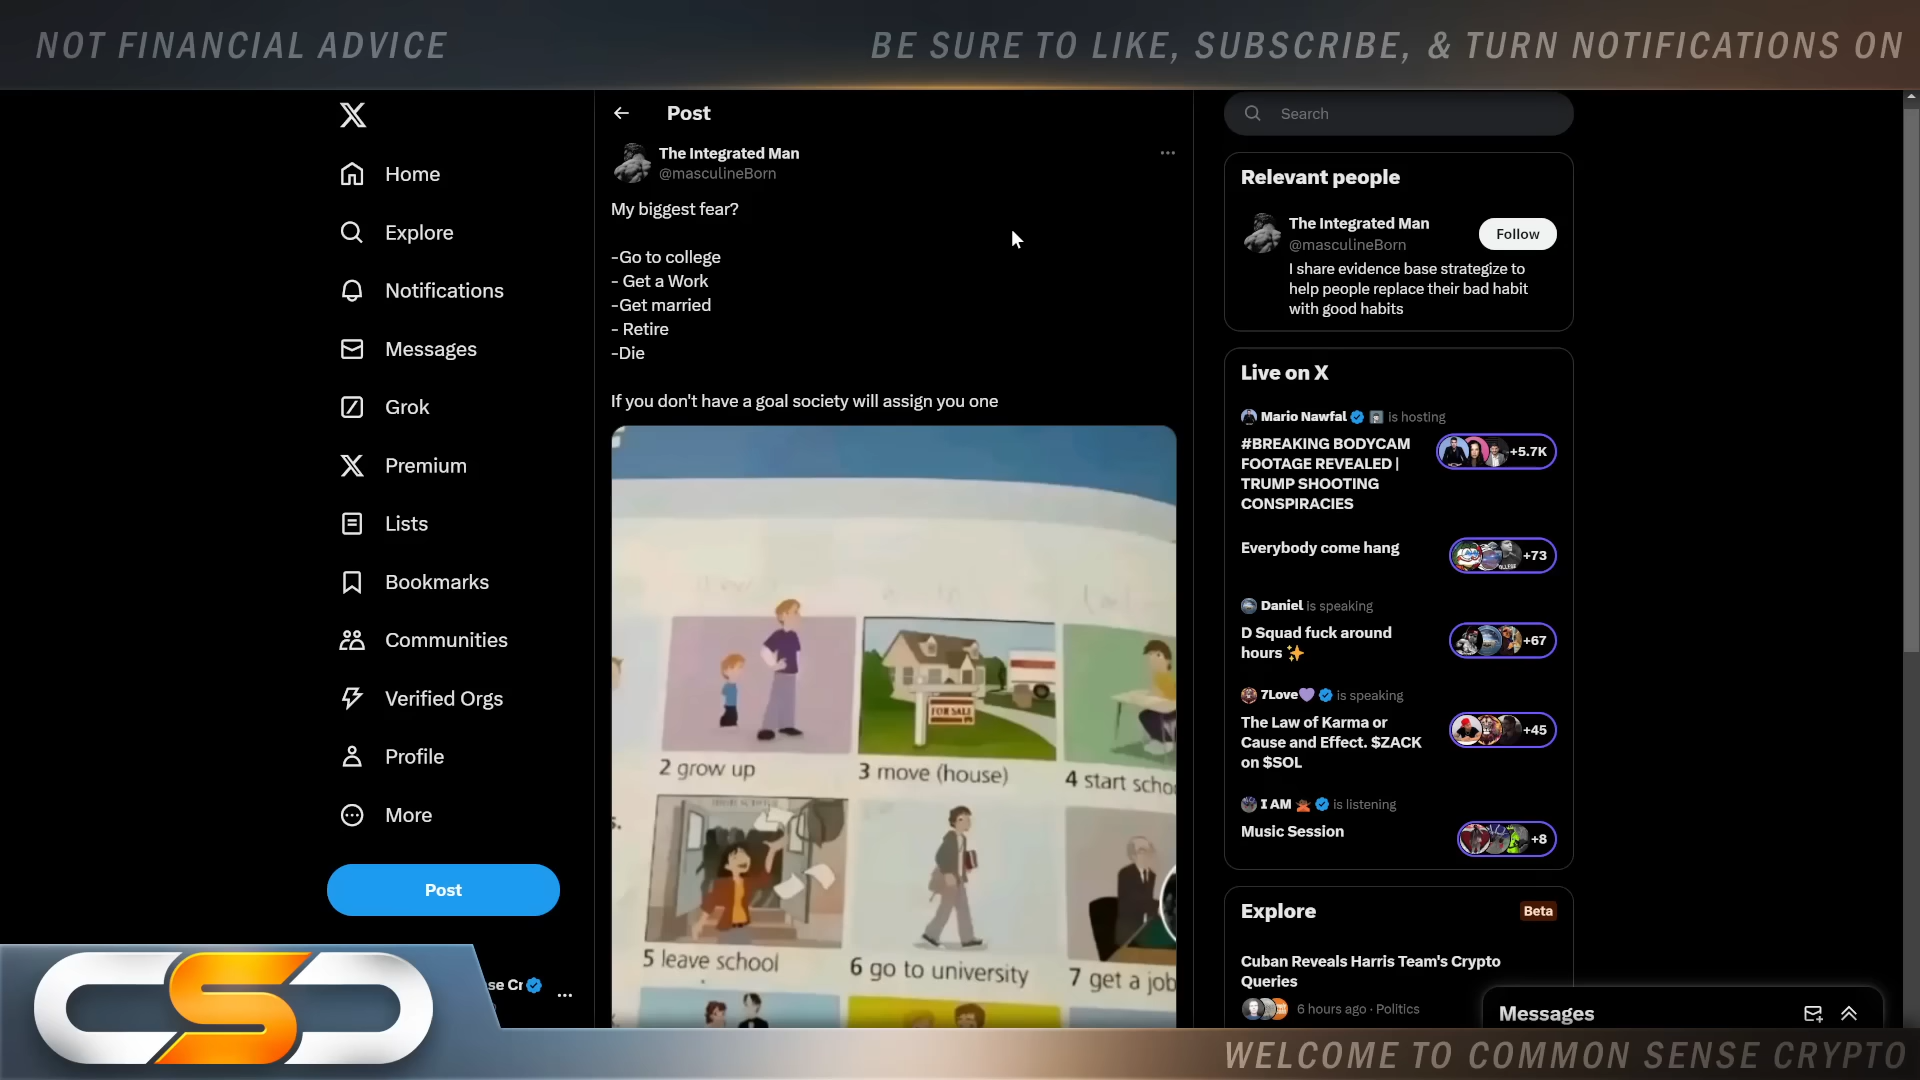 NOT FINANCIAL ADVICE
BE SURE TO LIKE, SUBSCRIBE, & TURN NOTIFICATIONS ON
Home
Explore
Notifications
Messages
Grok
Premium
Lists
Bookmarks
Communities
Verified Orgs
Profile
More
Post
se Cr
Post
The Integrated Man
@masculineBorn
My biggest fear?
-Go to college
- Get a Work
-Get married
- Retire
-Die
If you don't have a goal society will assign you one
FOR SALE
2 grow up
3 move (house)
4 start scho
5 leave school
6 go to university
7 get a job
Search
Relevant people
The Integrated Man
@masculineBorn
Follow
I share evidence base strategize to
help people replace their bad habit
with good habits
Live on X
Mario Nawfal is hosting
#BREAKING BODYCAM
FOOTAGE REVEALED |
TRUMP SHOOTING
CONSPIRACIES
+5.7K
Everybody come hang
+73
Daniel is speaking
D Squad fuck around
hours ✨
+67
7Love💜 is speaking
The Law of Karma or
Cause and Effect. $ZACK
on $SOL
+45
I AM is listening
Music Session
+8
Explore
Beta
Cuban Reveals Harris Team's Crypto
Queries
6 hours ago · Politics
Messages
CSC
WELCOME TO COMMON SENSE CRYPTO